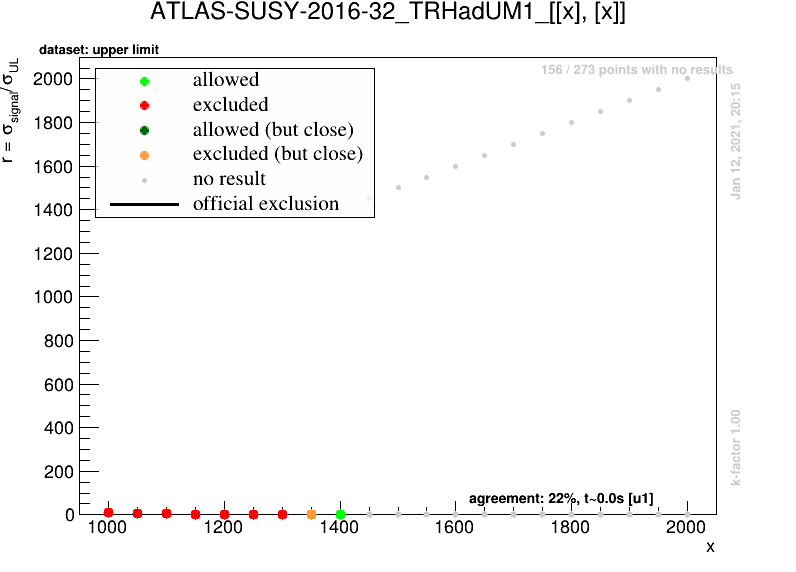 ATLAS-SUSY-2016-32_TRHadUM1_[[x], [x]]
dataset: upper limit
r = σsignal/σUL
156 / 273 points with no results
allowed
excluded
allowed (but close)
excluded (but close)
no result
official exclusion
2000
1800
1600
1400
1200
1000
800
600
400
200
0
Jan 12, 2021, 20:15
k-factor 1.00
agreement: 22%, t~0.0s [u1]
1000 1200 1400 1600 1800 2000
x